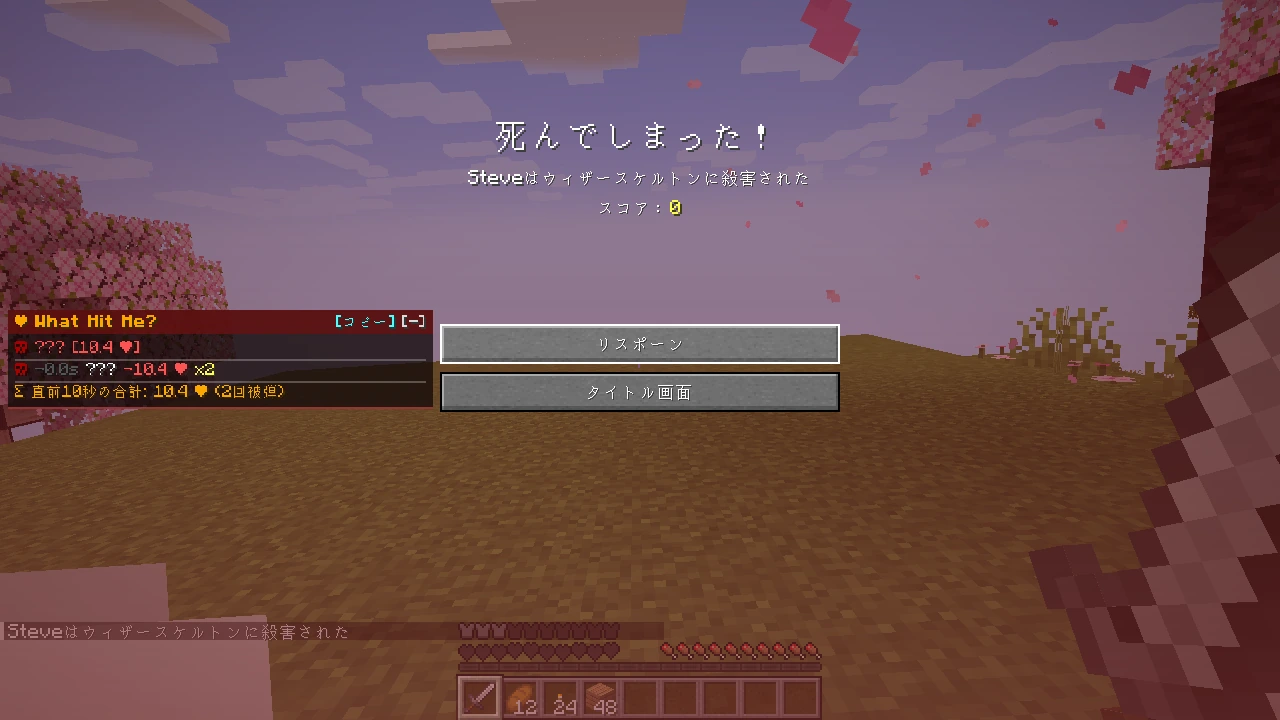 死んでしまった！
Steveはウィザースケルトンに殺害された
スコア：0
What Hit Me? [コピー] [−]
??? [10.4 ♥]
-0.0s ??? -10.4 ♥ x2
Σ 直前10秒の合計: 10.4 ♥ (2回被弾)
リスポーン
タイトル画面
Steveはウィザースケルトンに殺害された
12 24 48